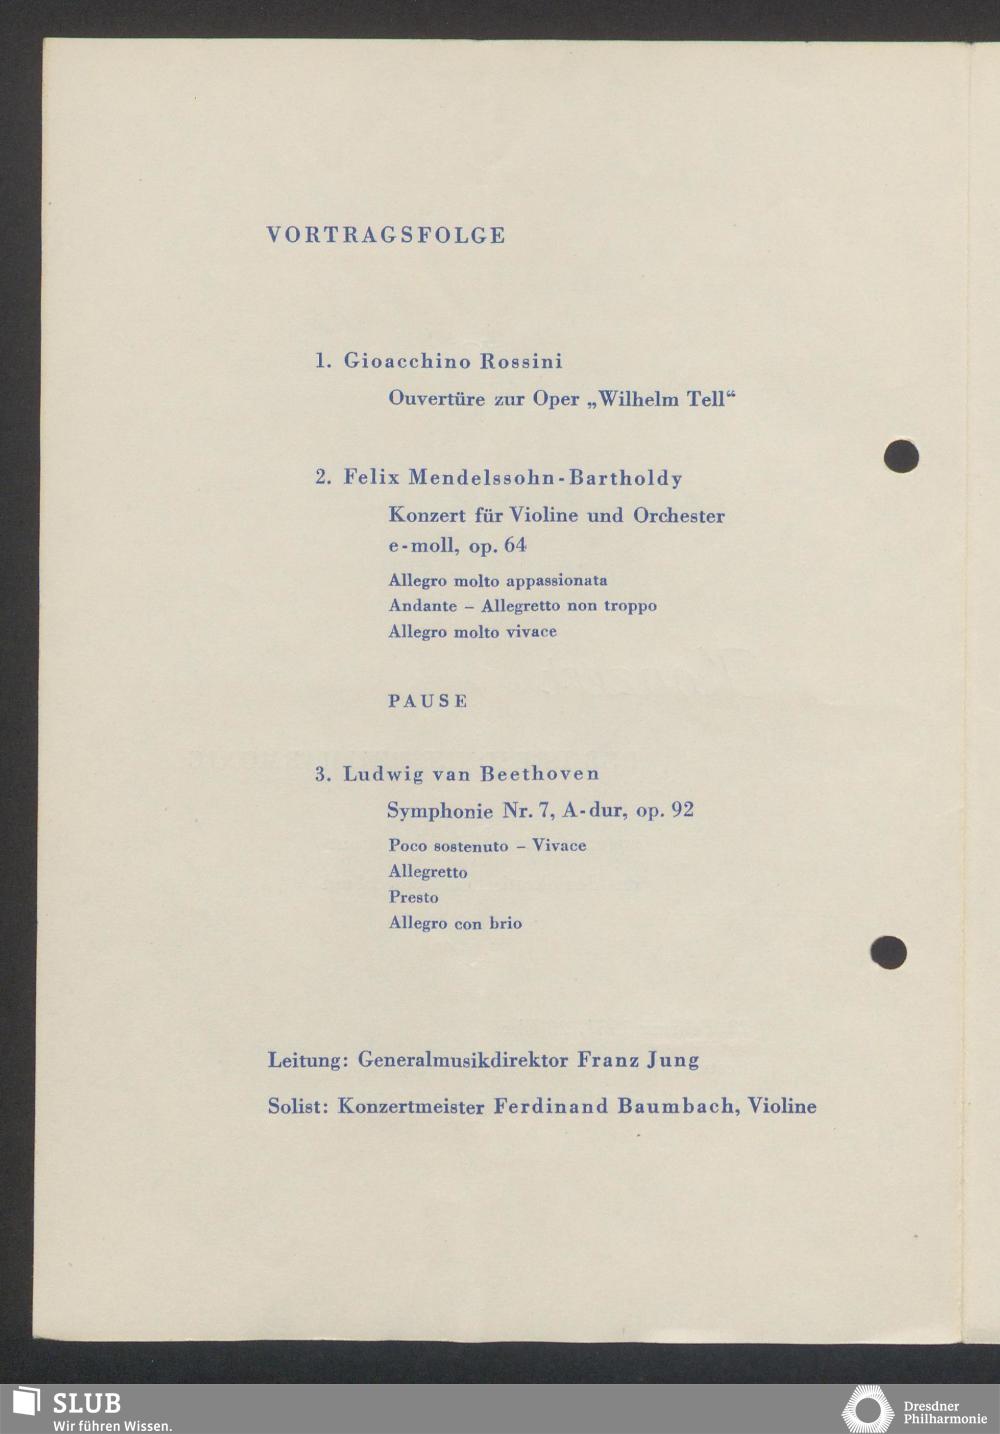 VORTRAGSFOLGE
1. Gioacchino Rossini
Ouvertüre zur Oper „Wilhelm Tell“
2. Felix Mendelssohn-Bartholdy
Konzert für Violine und Orchester
e-moll, op. 64
Allegro molto appassionata
Andante – Allegretto non troppo
Allegro molto vivace
PAUSE
3. Ludwig van Beethoven
Symphonie Nr. 7, A-dur, op. 92
Poco sostenuto – Vivace
Allegretto
Presto
Allegro con brio
Leitung: Generalmusikdirektor Franz Jung
Solist: Konzertmeister Ferdinand Baumbach, Violine
SLUB
Wir führen Wissen.
Dresdner
Philharmonie